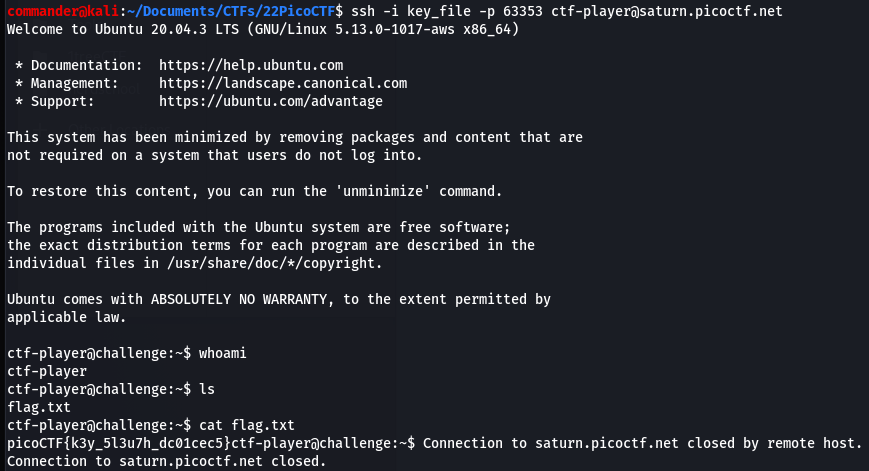 commander@kali:~/Documents/CTFs/22PicoCTF$ ssh -i key_file -p 63353 ctf-player@saturn.picoctf.net
Welcome to Ubuntu 20.04.3 LTS (GNU/Linux 5.13.0-1017-aws x86_64)
* Documentation:  https://help.ubuntu.com
* Management:     https://landscape.canonical.com
* Support:        https://ubuntu.com/advantage
This system has been minimized by removing packages and content that are
not required on a system that users do not log into.
To restore this content, you can run the 'unminimize' command.
The programs included with the Ubuntu system are free software;
the exact distribution terms for each program are described in the
individual files in /usr/share/doc/*/copyright.
Ubuntu comes with ABSOLUTELY NO WARRANTY, to the extent permitted by
applicable law.
ctf-player@challenge:~$ whoami
ctf-player
ctf-player@challenge:~$ ls
flag.txt
ctf-player@challenge:~$ cat flag.txt
picoCTF{k3y_5l3u7h_dc01cec5}ctf-player@challenge:~$ Connection to saturn.picoctf.net closed by remote host.
Connection to saturn.picoctf.net closed.